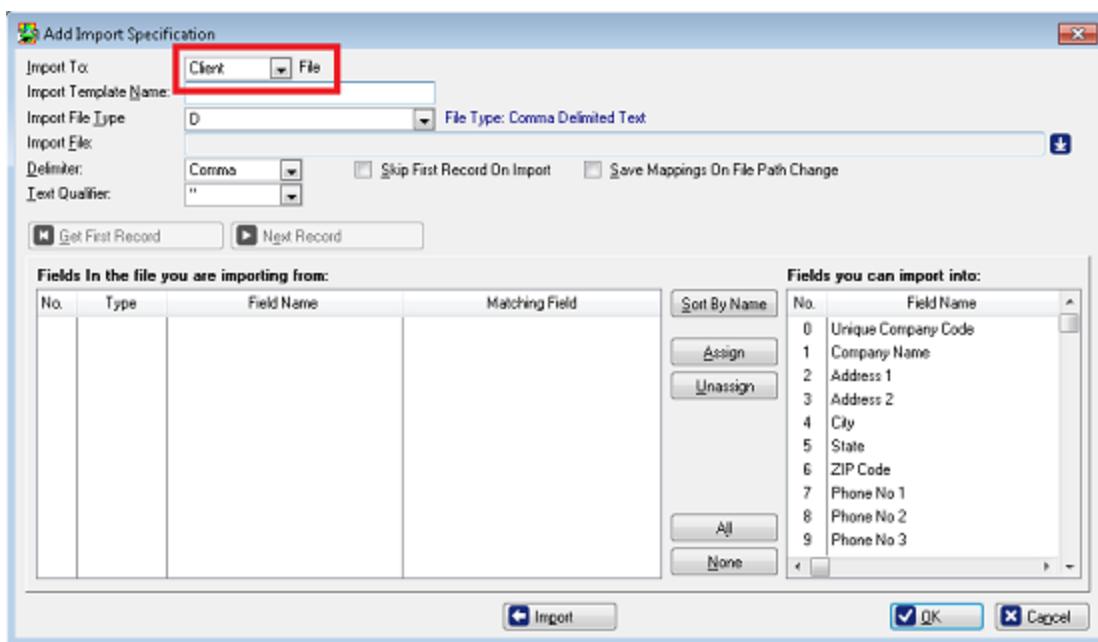 Add Import Specification
Import To: Client File
Import Template Name:
Import File Type D File Type: Comma Delimited Text
Import File:
Delimiter: Comma Skip First Record On Import Save Mappings On File Path Change
Text Qualifier: "
Get First Record Next Record
Fields In the file you are importing from: Fields you can import into:
No. Type Field Name Matching Field Sort By Name No. Field Name
0 Unique Company Code
Assign 1 Company Name
2 Address 1
Unassign 3 Address 2
4 City
5 State
6 ZIP Code
7 Phone No 1
All 8 Phone No 2
9 Phone No 3
None
Import OK Cancel